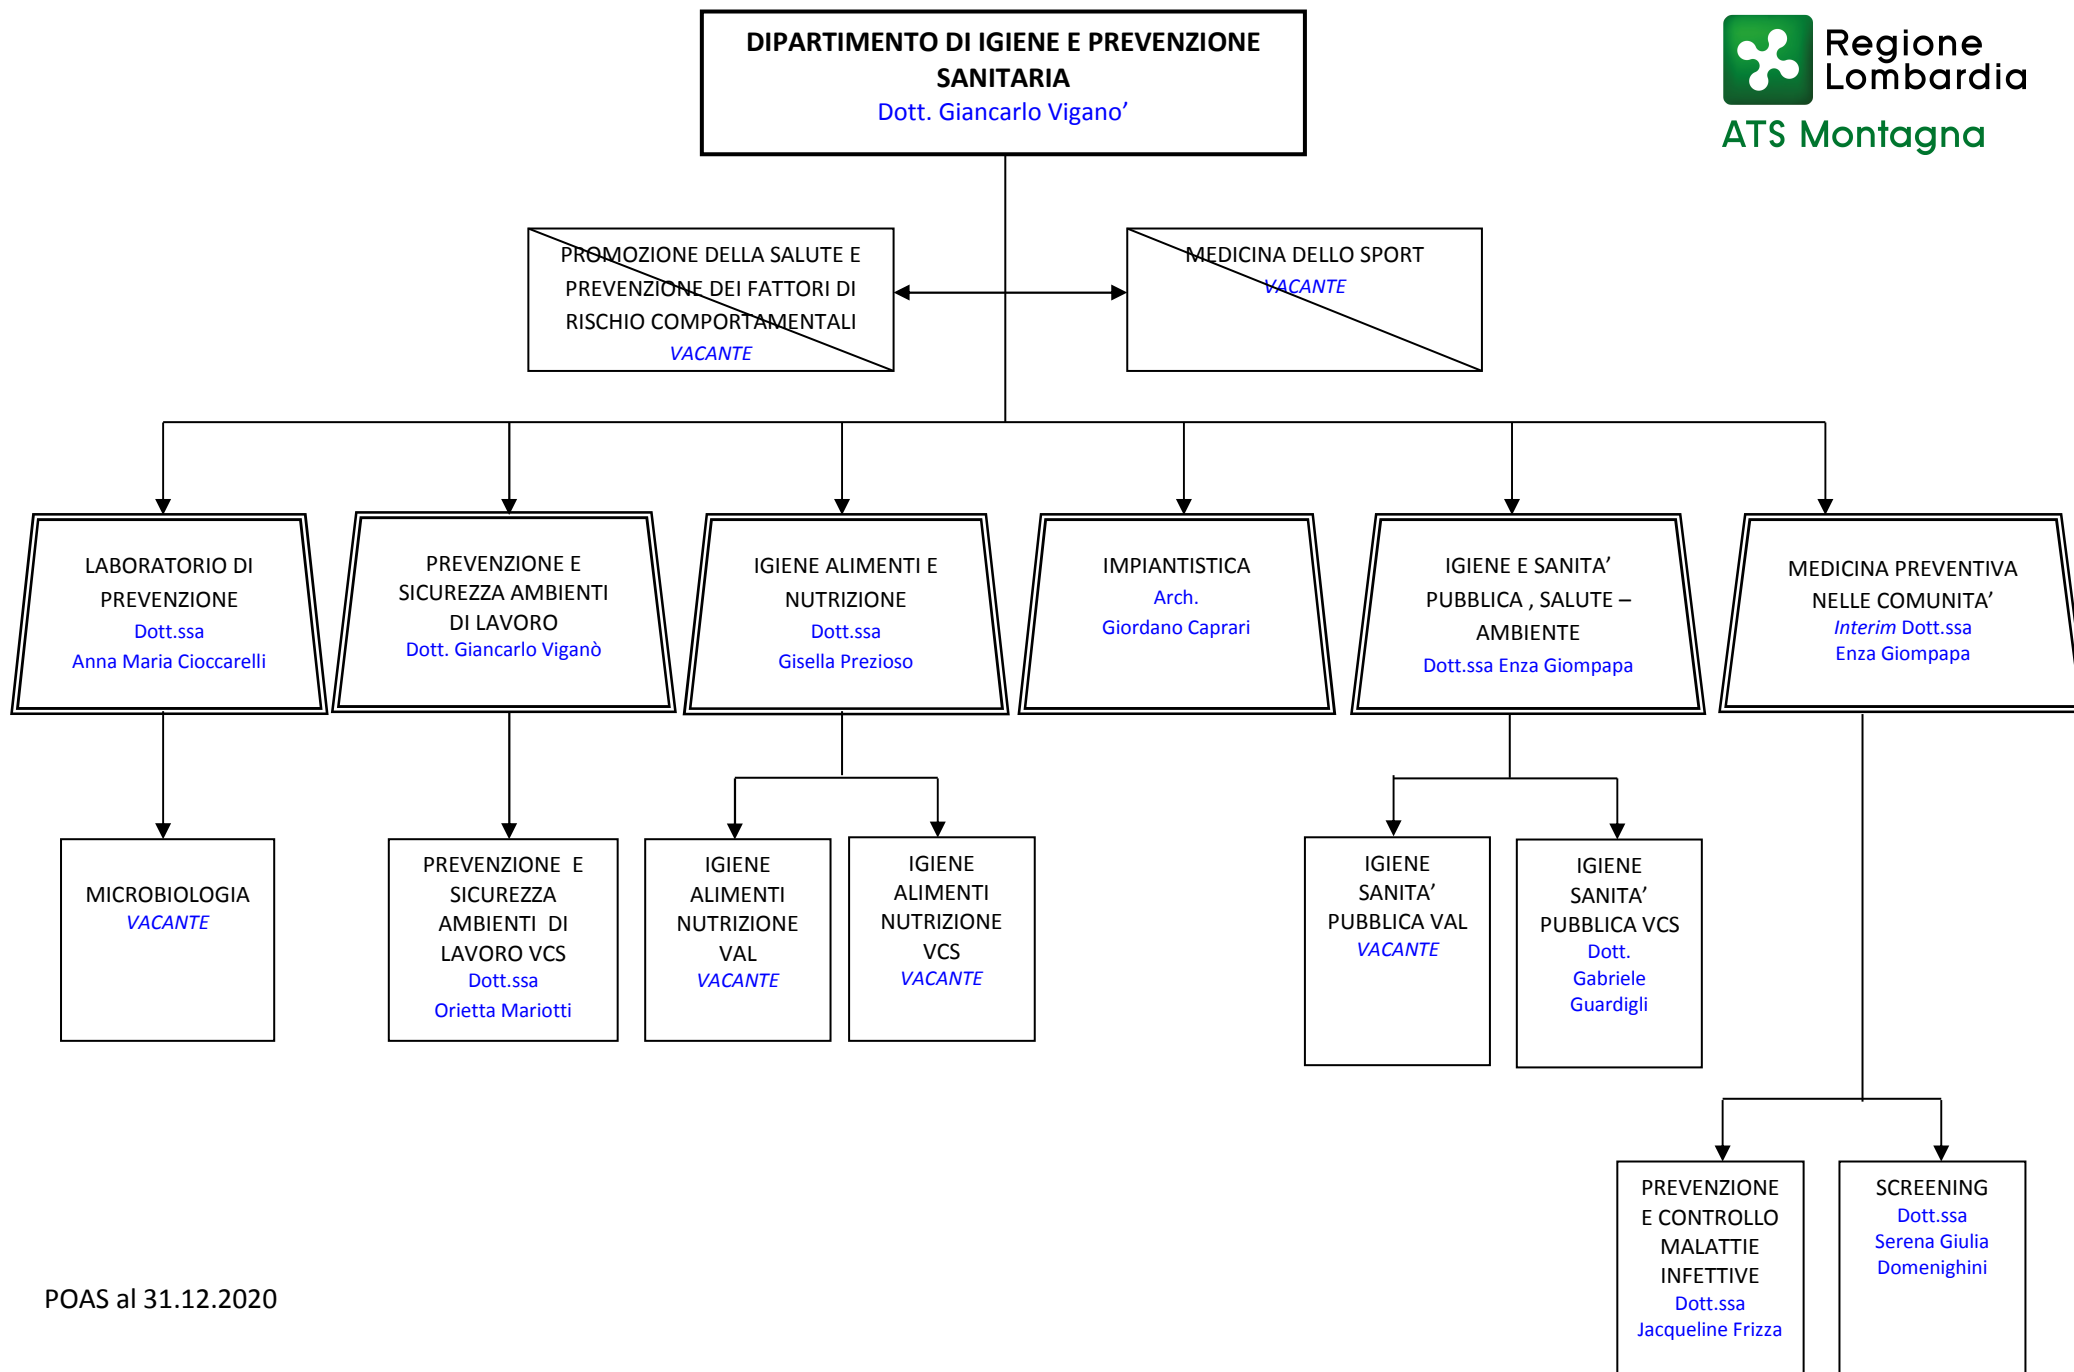 DIPARTIMENTO DI IGIENE E PREVENZIONE
SANITARIA
Dott. Giancarlo Vigano’
Regione
Lombardia
ATS Montagna
PROMOZIONE DELLA SALUTE E
PREVENZIONE DEI FATTORI DI
RISCHIO COMPORTAMENTALI
VACANTE
MEDICINA DELLO SPORT
VACANTE
LABORATORIO DI
PREVENZIONE
Dott.ssa
Anna Maria Cioccarelli
PREVENZIONE E
SICUREZZA AMBIENTI
DI LAVORO
Dott. Giancarlo Viganò
IGIENE ALIMENTI E
NUTRIZIONE
Dott.ssa
Gisella Prezioso
IMPIANTISTICA
Arch.
Giordano Caprari
IGIENE E SANITA’
PUBBLICA , SALUTE –
AMBIENTE
Dott.ssa Enza Giompapa
MEDICINA PREVENTIVA
NELLE COMUNITA’
Interim Dott.ssa
Enza Giompapa
MICROBIOLOGIA
VACANTE
PREVENZIONE E
SICUREZZA
AMBIENTI DI
LAVORO VCS
Dott.ssa
Orietta Mariotti
IGIENE
ALIMENTI
NUTRIZIONE
VAL
VACANTE
IGIENE
ALIMENTI
NUTRIZIONE
VCS
VACANTE
IGIENE
SANITA’
PUBBLICA VAL
VACANTE
IGIENE
SANITA’
PUBBLICA VCS
Dott.
Gabriele
Guardigli
PREVENZIONE
E CONTROLLO
MALATTIE
INFETTIVE
Dott.ssa
Jacqueline Frizza
SCREENING
Dott.ssa
Serena Giulia
Domenighini
POAS al 31.12.2020